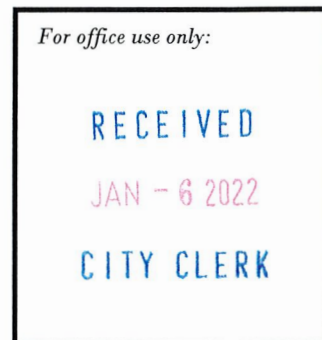 For office use only:
RECEIVED
JAN - 6 2022
CITY CLERK